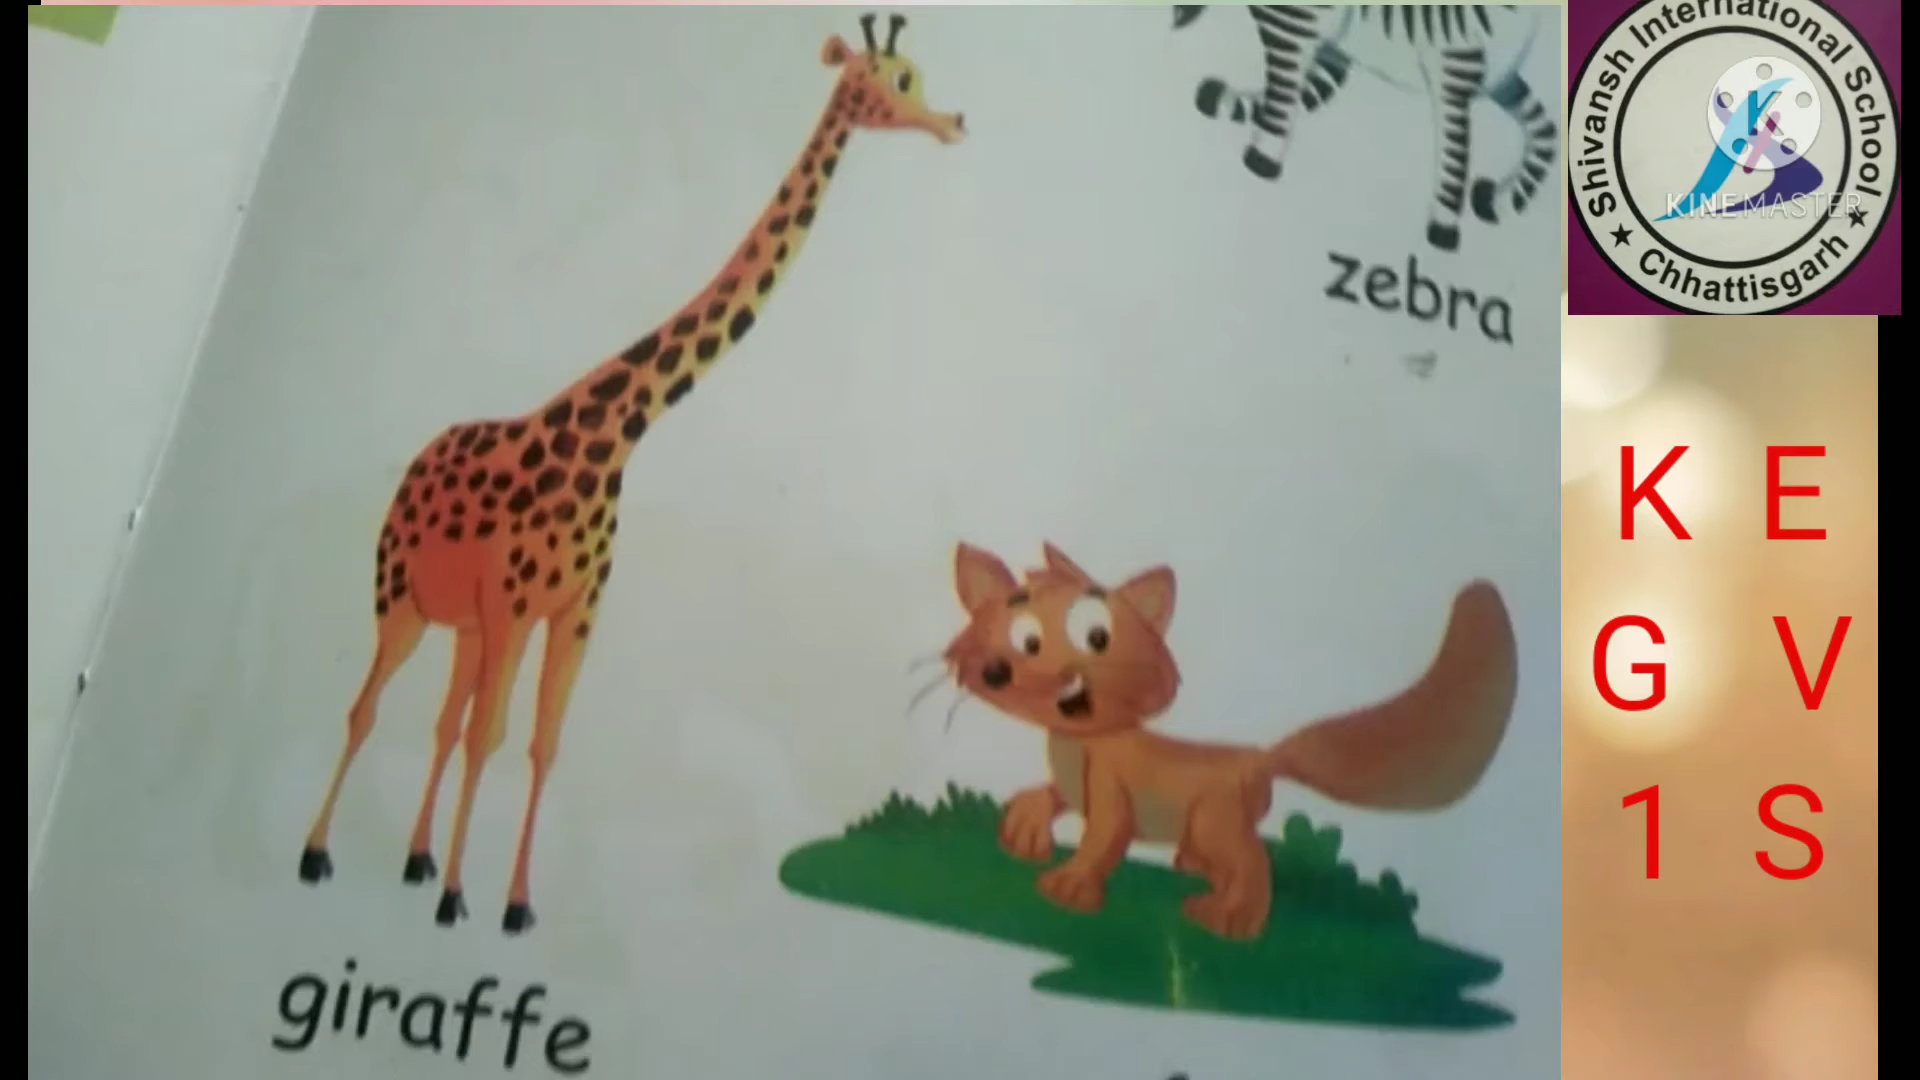 Shivansh International School
★ Chhattisgarh ★
KINEMASTER
zebra
giraffe
K E
G V
1 S